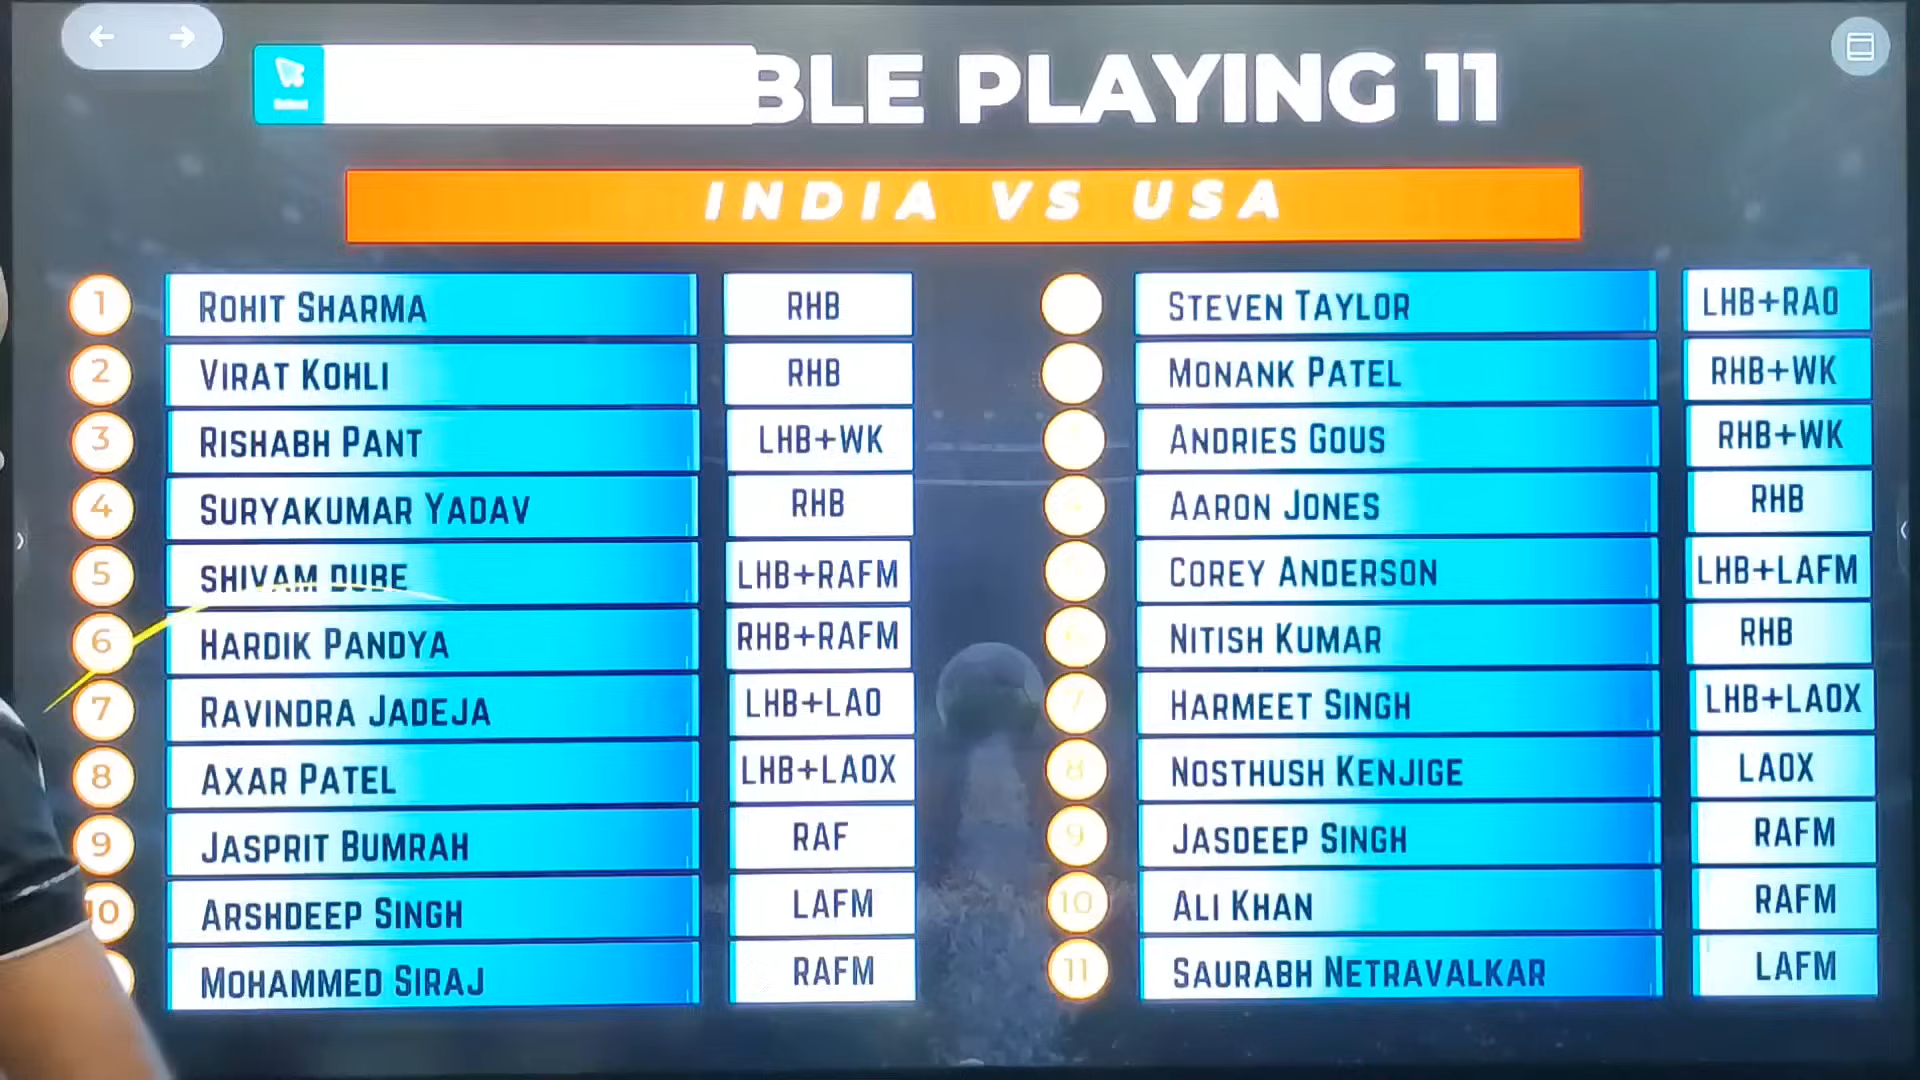 BLE PLAYING 11
INDIA VS USA
1 ROHIT SHARMA RHB
2 VIRAT KOHLI RHB
3 RISHABH PANT LHB+WK
4 SURYAKUMAR YADAV RHB
5 SHIVAM DUBE LHB+RAFM
6 HARDIK PANDYA RHB+RAFM
7 RAVINDRA JADEJA LHB+LAO
8 AXAR PATEL LHB+LAOX
9 JASPRIT BUMRAH RAF
10 ARSHDEEP SINGH LAFM
MOHAMMED SIRAJ RAFM
STEVEN TAYLOR LHB+RAO
MONANK PATEL RHB+WK
ANDRIES GOUS RHB+WK
AARON JONES RHB
COREY ANDERSON LHB+LAFM
6 NITISH KUMAR RHB
7 HARMEET SINGH LHB+LAOX
8 NOSTHUSH KENJIGE LAOX
9 JASDEEP SINGH RAFM
10 ALI KHAN RAFM
11 SAURABH NETRAVALKAR LAFM